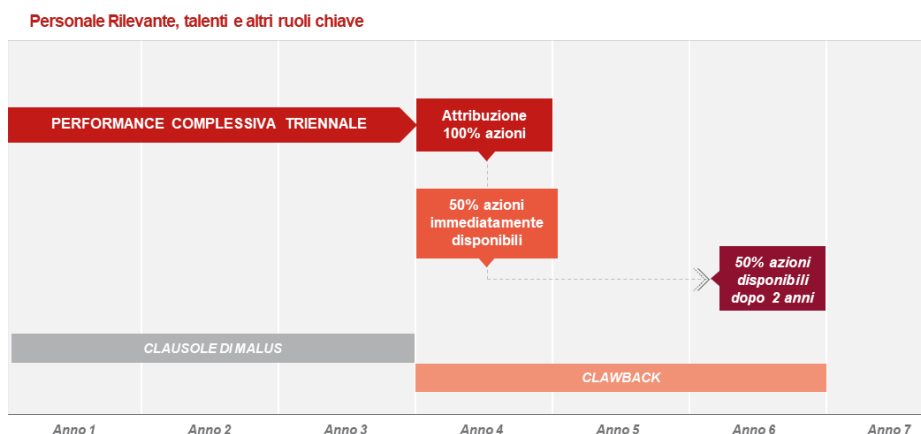 Personale Rilevante, talenti e altri ruoli chiave
PERFORMANCE COMPLESSIVA TRIENNALE
Attribuzione
100% azioni
50% azioni
immediatamente
disponibili
50% azioni
disponibili
dopo 2 anni
CLAUSOLE DI MALUS
CLAWBACK
Anno 1 Anno 2 Anno 3 Anno 4 Anno 5 Anno 6 Anno 7